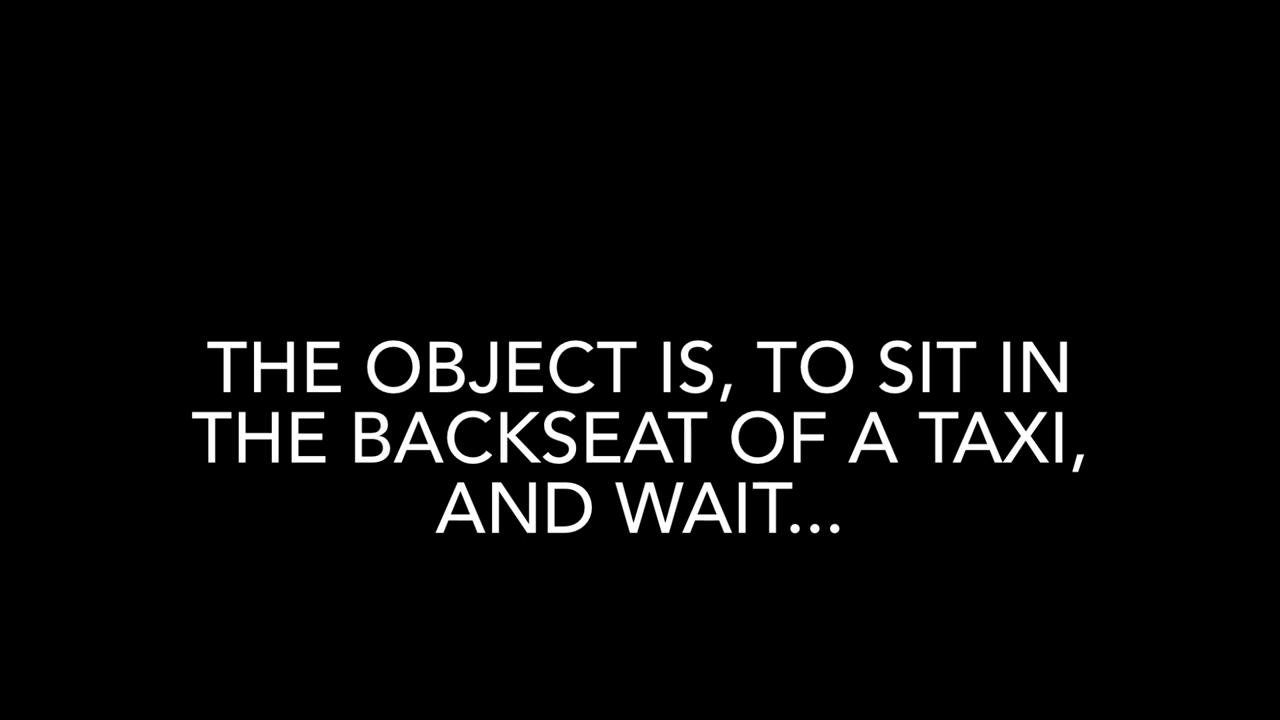 THE OBJECT IS, TO SIT IN
THE BACKSEAT OF A TAXI,
AND WAIT...